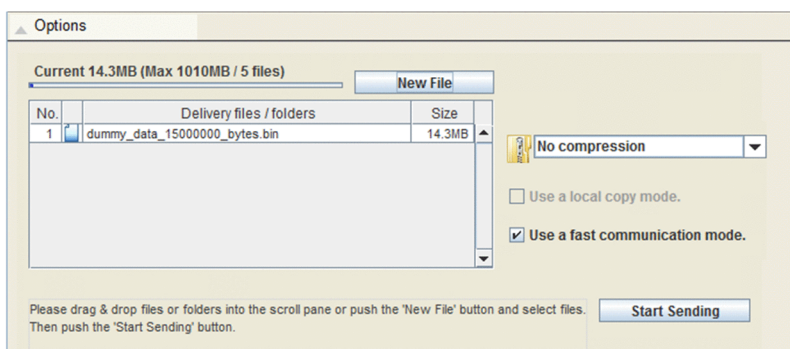 Options
Current 14.3MB (Max 1010MB / 5 files)
New File
No. Delivery files / folders Size
1 dummy_data_15000000_bytes.bin 14.3MB
No compression
Use a local copy mode.
Use a fast communication mode.
Please drag & drop files or folders into the scroll pane or push the 'New File' button and select files.
Then push the 'Start Sending' button.
Start Sending